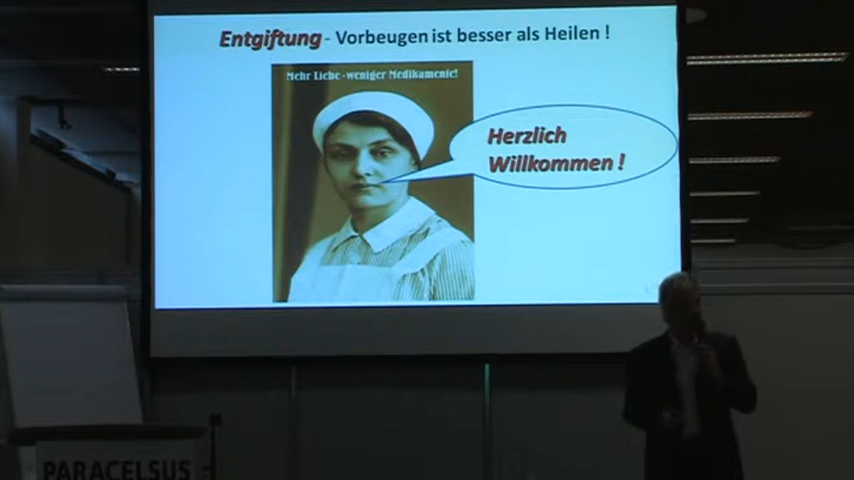 Entgiftung - Vorbeugen ist besser als Heilen !
Mehr Liebe - weniger Medikamente!
Herzlich
Willkommen !
PARACELSUS